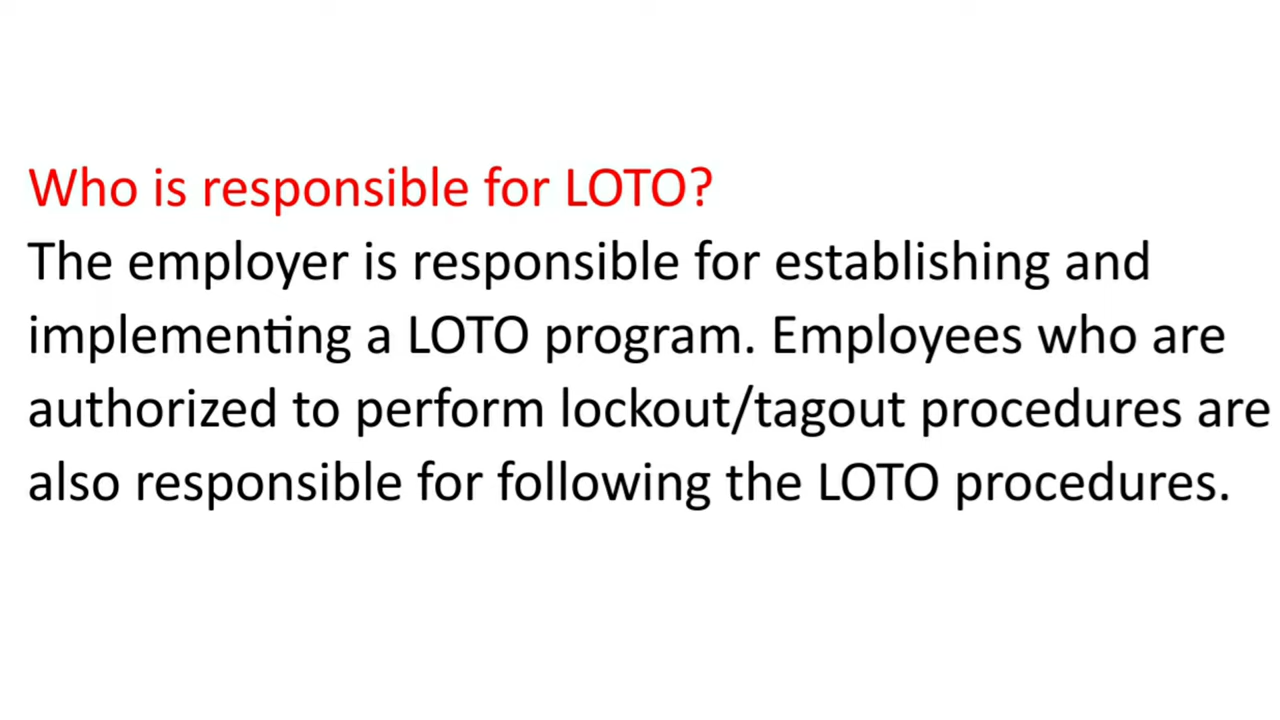 Who is responsible for LOTO?
The employer is responsible for establishing and
implementing a LOTO program. Employees who are
authorized to perform lockout/tagout procedures are
also responsible for following the LOTO procedures.